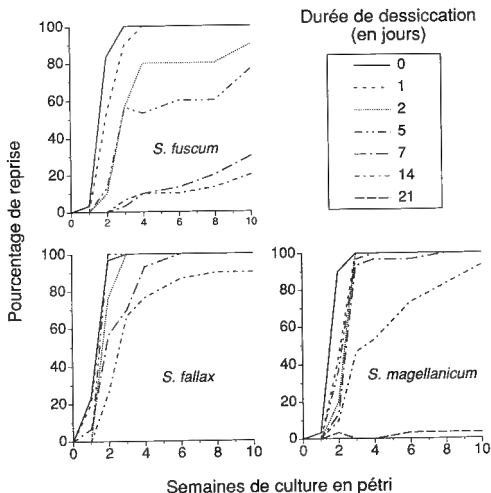 Durée de dessiccation
(en jours)
0
1
2
5
7
14
21
Pourcentage de reprise
100
80
60
40
20
0
0 2 4 6 8 10
S. fuscum
100
80
60
40
20
0
0 2 4 6 8 10
S. fallax
100
80
60
40
20
0
0 2 4 6 8 10
S. magellanicum
Semaines de culture en pétri